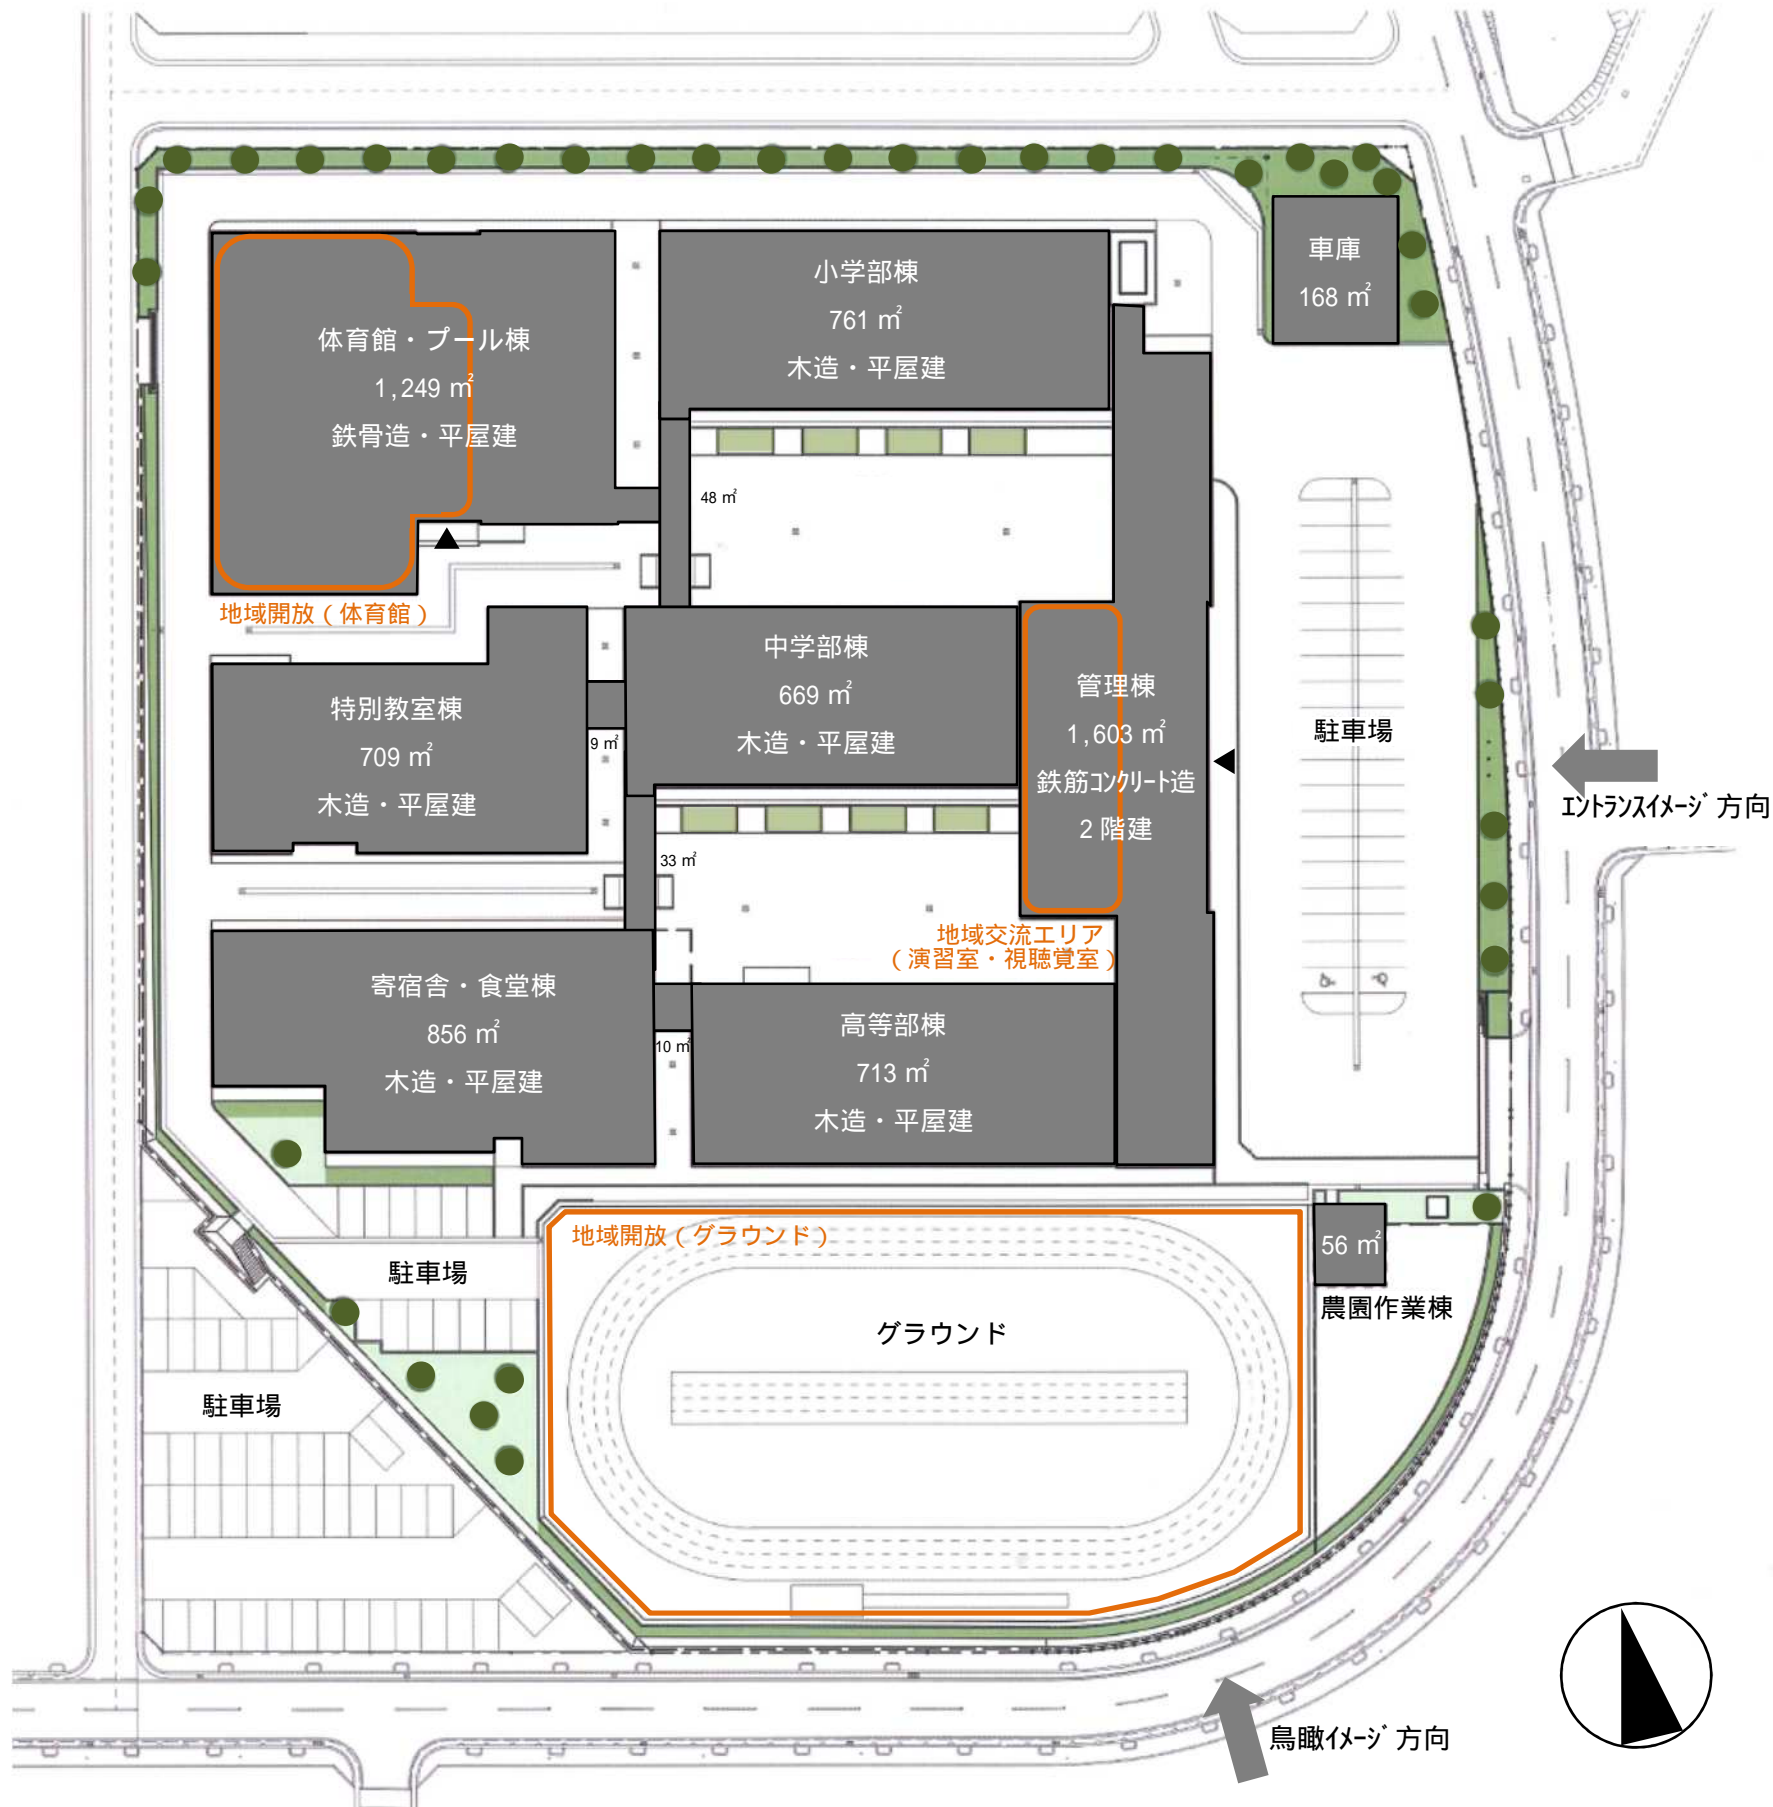 車庫
168 ㎡
小学部棟
761 ㎡
木造・平屋建
体育館・プール棟
1,249 ㎡
鉄骨造・平屋建
48 ㎡
地域開放(体育館)
中学部棟
669 ㎡
木造・平屋建
管理棟
1,603 ㎡
鉄筋コンクリート造
2 階建
特別教室棟
709 ㎡
木造・平屋建
9 ㎡
駐車場
エントランスイメージ 方向
33 ㎡
地域交流エリア
(演習室・視聴覚室)
寄宿舎・食堂棟
856 ㎡
木造・平屋建
10 ㎡
高等部棟
713 ㎡
木造・平屋建
地域開放(グラウンド)
56 ㎡
駐車場
農園作業棟
グラウンド
駐車場
鳥瞰イメージ 方向